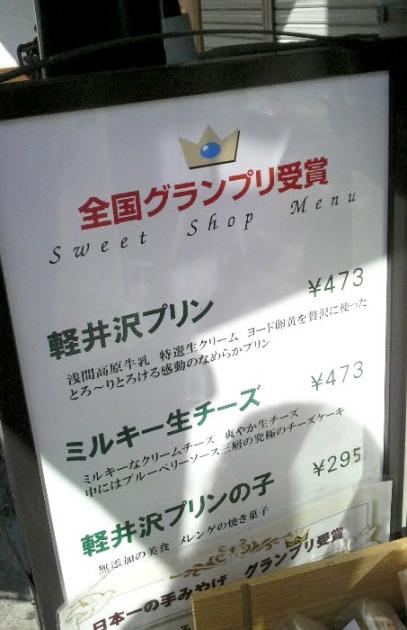 全国グランプリ受賞
Sweet Shop Menu
軽井沢プリン ¥473
浅間高原牛乳 特選生クリーム ヨード卵黄を贅沢に使った
とろ〜りとろける感動のなめらかプリン
ミルキー生チーズ ¥473
ミルキーなクリームチーズ 爽やか生チーズ
中にはブルーベリーソース三層の究極のチーズケーキ
軽井沢プリンの子 ¥295
無添加の美食 メレンゲの焼き菓子
日本一の手みやげ グランプリ受賞